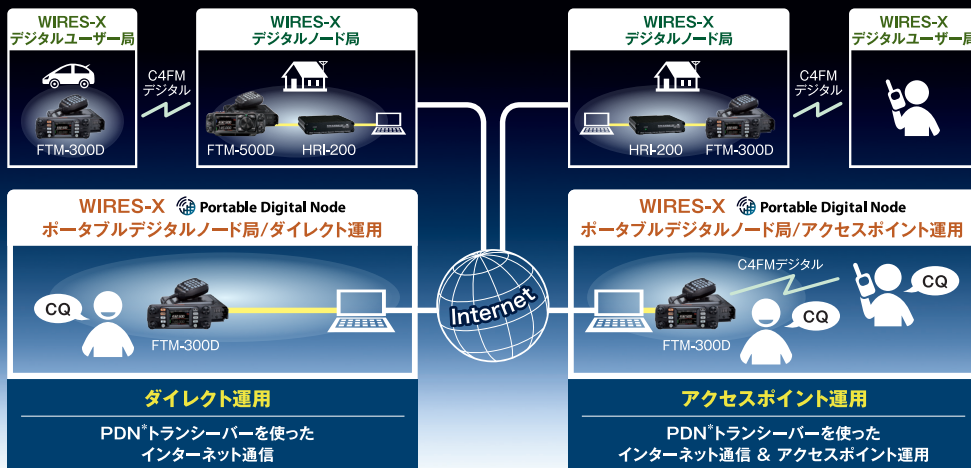 WIRES-X
デジタルユーザー局
C4FM
デジタル
FTM-300D
WIRES-X
デジタルノード局
FTM-500D
HRI-200
WIRES-X
デジタルノード局
HRI-200
FTM-300D
C4FM
デジタル
WIRES-X
デジタルユーザー局
WIRES-X Portable Digital Node
ポータブルデジタルノード局/ダイレクト運用
CQ
FTM-300D
ダイレクト運用
PDN*トランシーバーを使った
インターネット通信
Internet
WIRES-X Portable Digital Node
ポータブルデジタルノード局/アクセスポイント運用
C4FMデジタル
CQ
CQ
FTM-300D
アクセスポイント運用
PDN*トランシーバーを使った
インターネット通信 & アクセスポイント運用